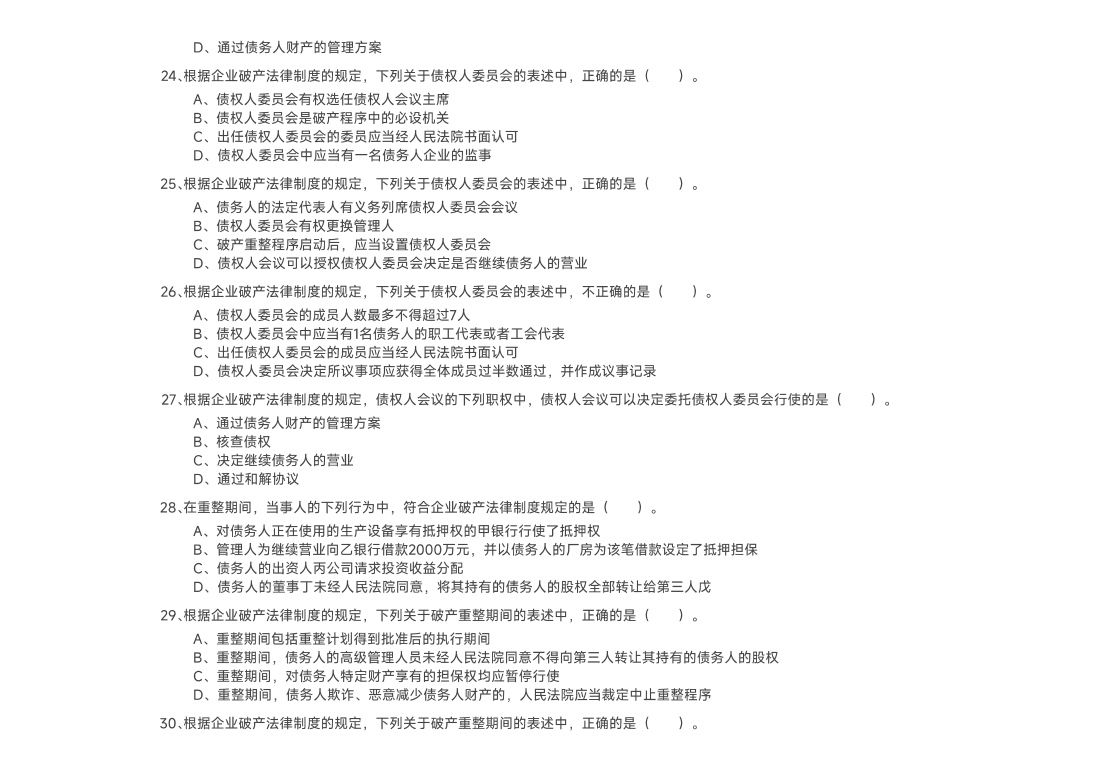 D、通过债务人财产的管理方案
24、根据企业破产法律制度的规定，下列关于债权人委员会的表述中，正确的是（　　）。
A、债权人委员会有权选任债权人会议主席
B、债权人委员会是破产程序中的必设机关
C、出任债权人委员会的委员应当经人民法院书面认可
D、债权人委员会中应当有一名债务人企业的监事
25、根据企业破产法律制度的规定，下列关于债权人委员会的表述中，正确的是（　　）。
A、债务人的法定代表人有义务列席债权人委员会会议
B、债权人委员会有权更换管理人
C、破产重整程序启动后，应当设置债权人委员会
D、债权人会议可以授权债权人委员会决定是否继续债务人的营业
26、根据企业破产法律制度的规定，下列关于债权人委员会的表述中，不正确的是（　　）。
A、债权人委员会的成员人数最多不得超过7人
B、债权人委员会中应当有1名债务人的职工代表或者工会代表
C、出任债权人委员会的成员应当经人民法院书面认可
D、债权人委员会决定所议事项应获得全体成员过半数通过，并作成议事记录
27、根据企业破产法律制度的规定，债权人会议的下列职权中，债权人会议可以决定委托债权人委员会行使的是（　　）。
A、通过债务人财产的管理方案
B、核查债权
C、决定继续债务人的营业
D、通过和解协议
28、在重整期间，当事人的下列行为中，符合企业破产法律制度规定的是（　　）。
A、对债务人正在使用的生产设备享有抵押权的甲银行行使了抵押权
B、管理人为继续营业向乙银行借款2000万元，并以债务人的厂房为该笔借款设定了抵押担保
C、债务人的出资人丙公司请求投资收益分配
D、债务人的董事丁未经人民法院同意，将其持有的债务人的股权全部转让给第三人戊
29、根据企业破产法律制度的规定，下列关于破产重整期间的表述中，正确的是（　　）。
A、重整期间包括重整计划得到批准后的执行期间
B、重整期间，债务人的高级管理人员未经人民法院同意不得向第三人转让其持有的债务人的股权
C、重整期间，对债务人特定财产享有的担保权均应暂停行使
D、重整期间，债务人欺诈、恶意减少债务人财产的，人民法院应当裁定中止重整程序
30、根据企业破产法律制度的规定，下列关于破产重整期间的表述中，正确的是（　　）。